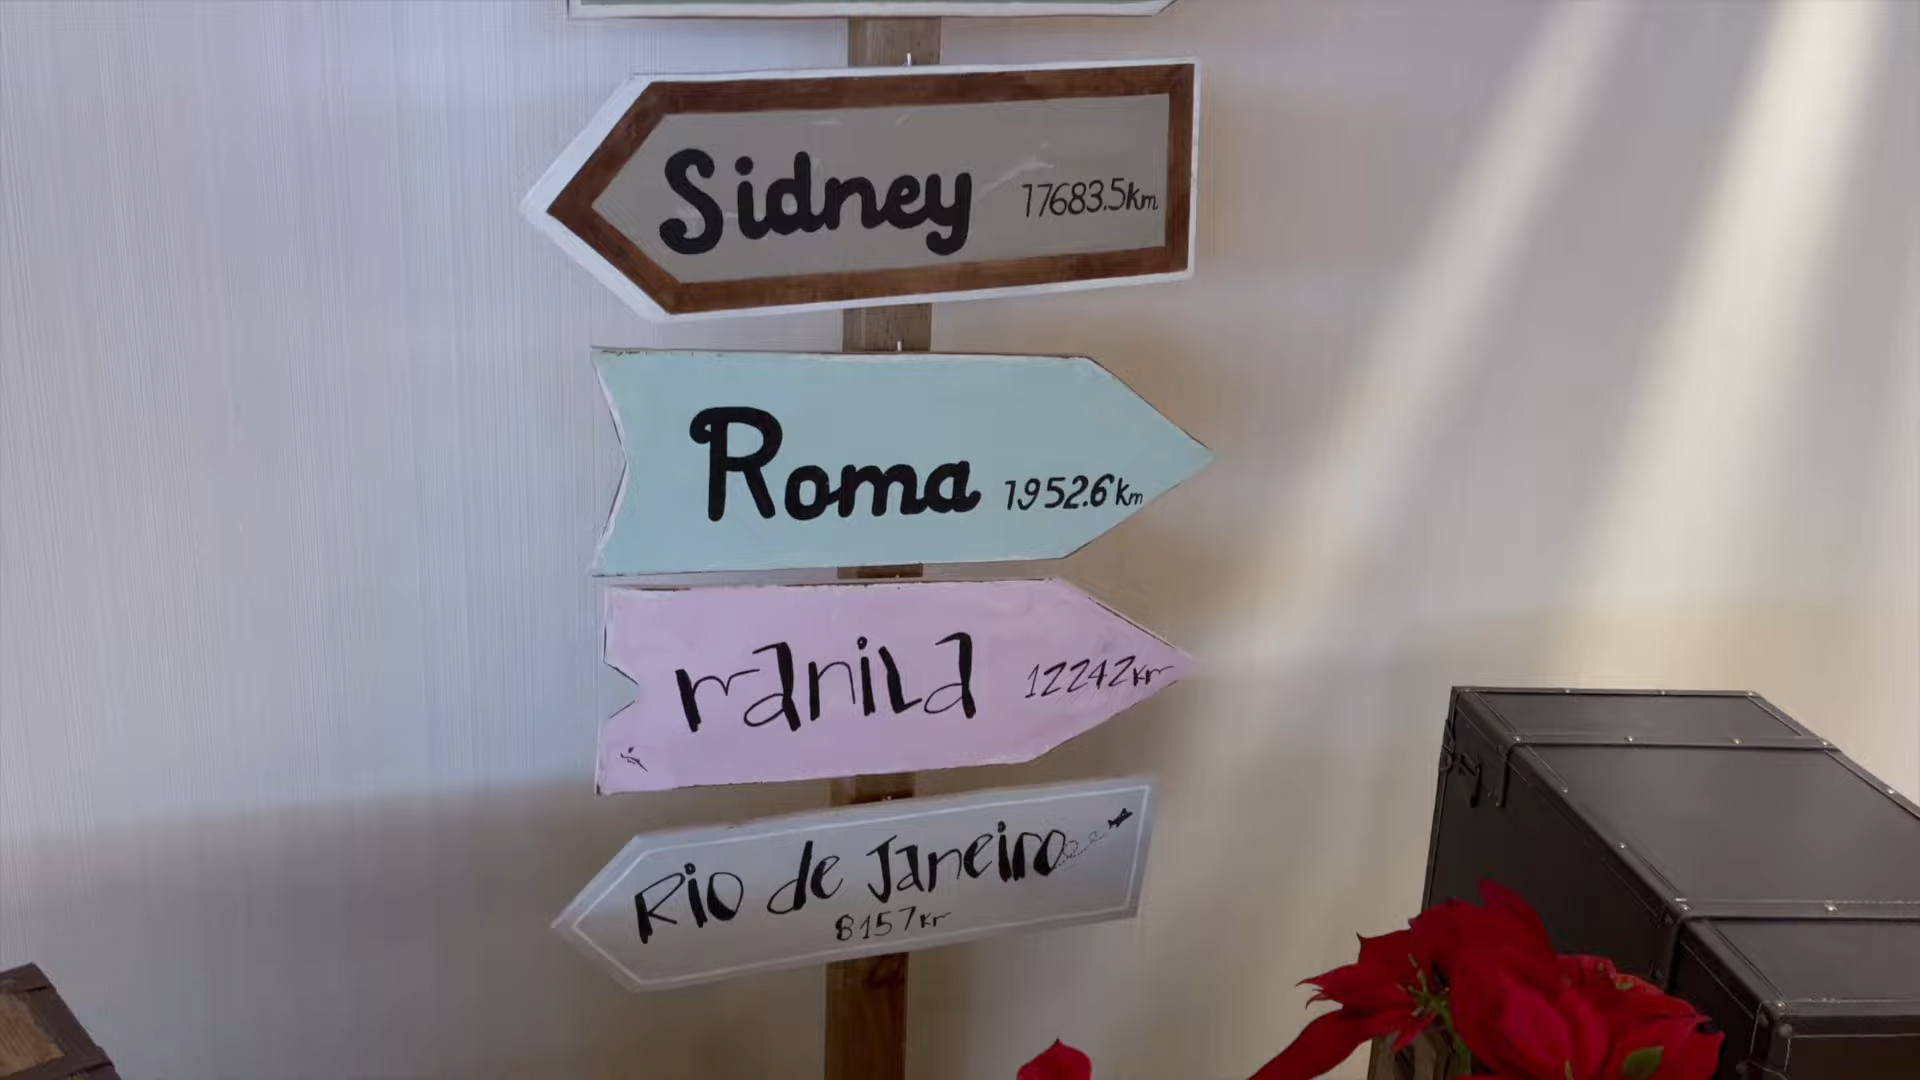 Sidney 17683.5km
Roma 1952.6km
manila 12242km
Rio de Janeiro
8157km